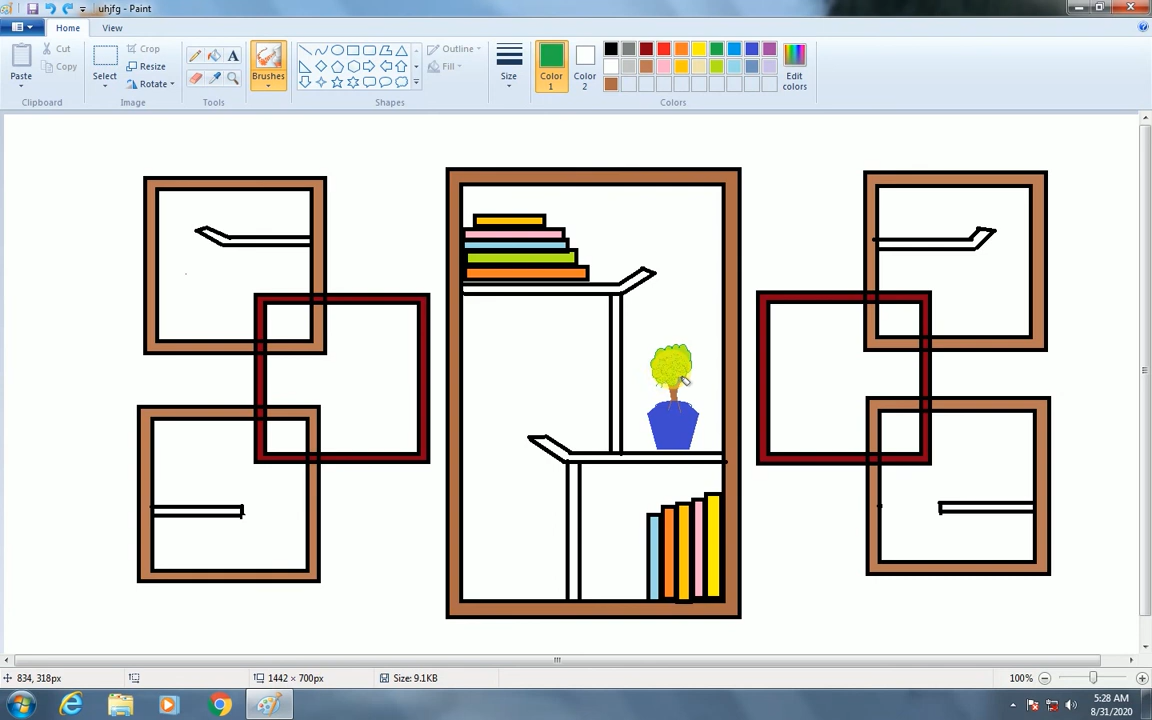 uhjfg - Paint
Home
View
Paste
Cut
Copy
Clipboard
Select
Crop
Resize
Rotate
Image
Tools
Brushes
Shapes
Outline
Fill
Size
Color 1
Color 2
Colors
Edit colors
834, 318px
1442 × 700px
Size: 9.1KB
100%
5:28 AM
8/31/2020